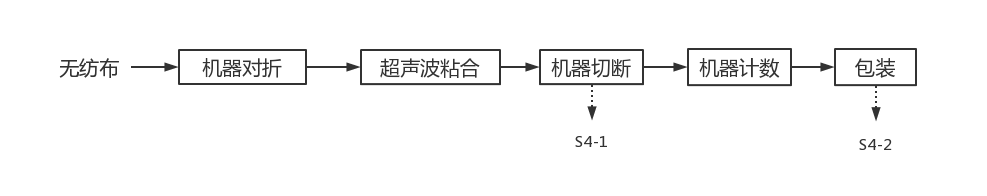 无纺布
机器对折
超声波粘合
机器切断
机器计数
包装
S4-1
S4-2